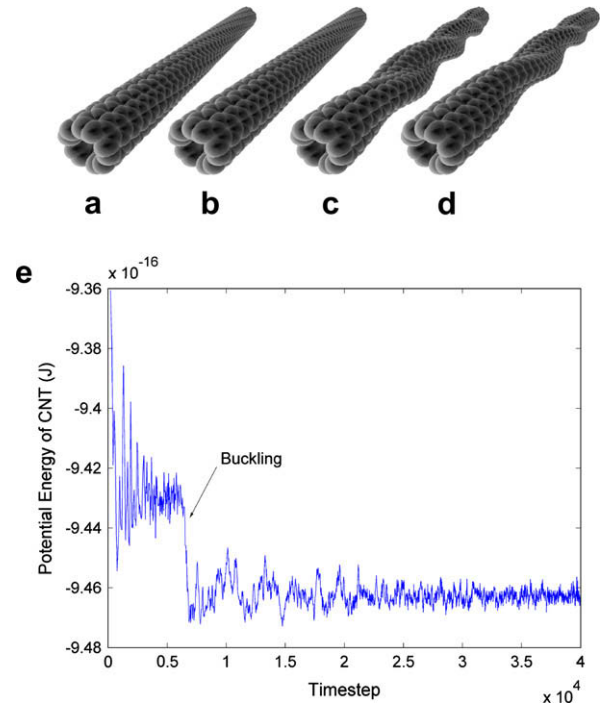 a b c d
e
x 10-16
-9.36
-9.38
-9.4
-9.42
-9.44
-9.46
-9.48
Potential Energy of CNT (J)
Buckling
0 0.5 1 1.5 2 2.5 3 3.5 4
Timestep
x 10 4